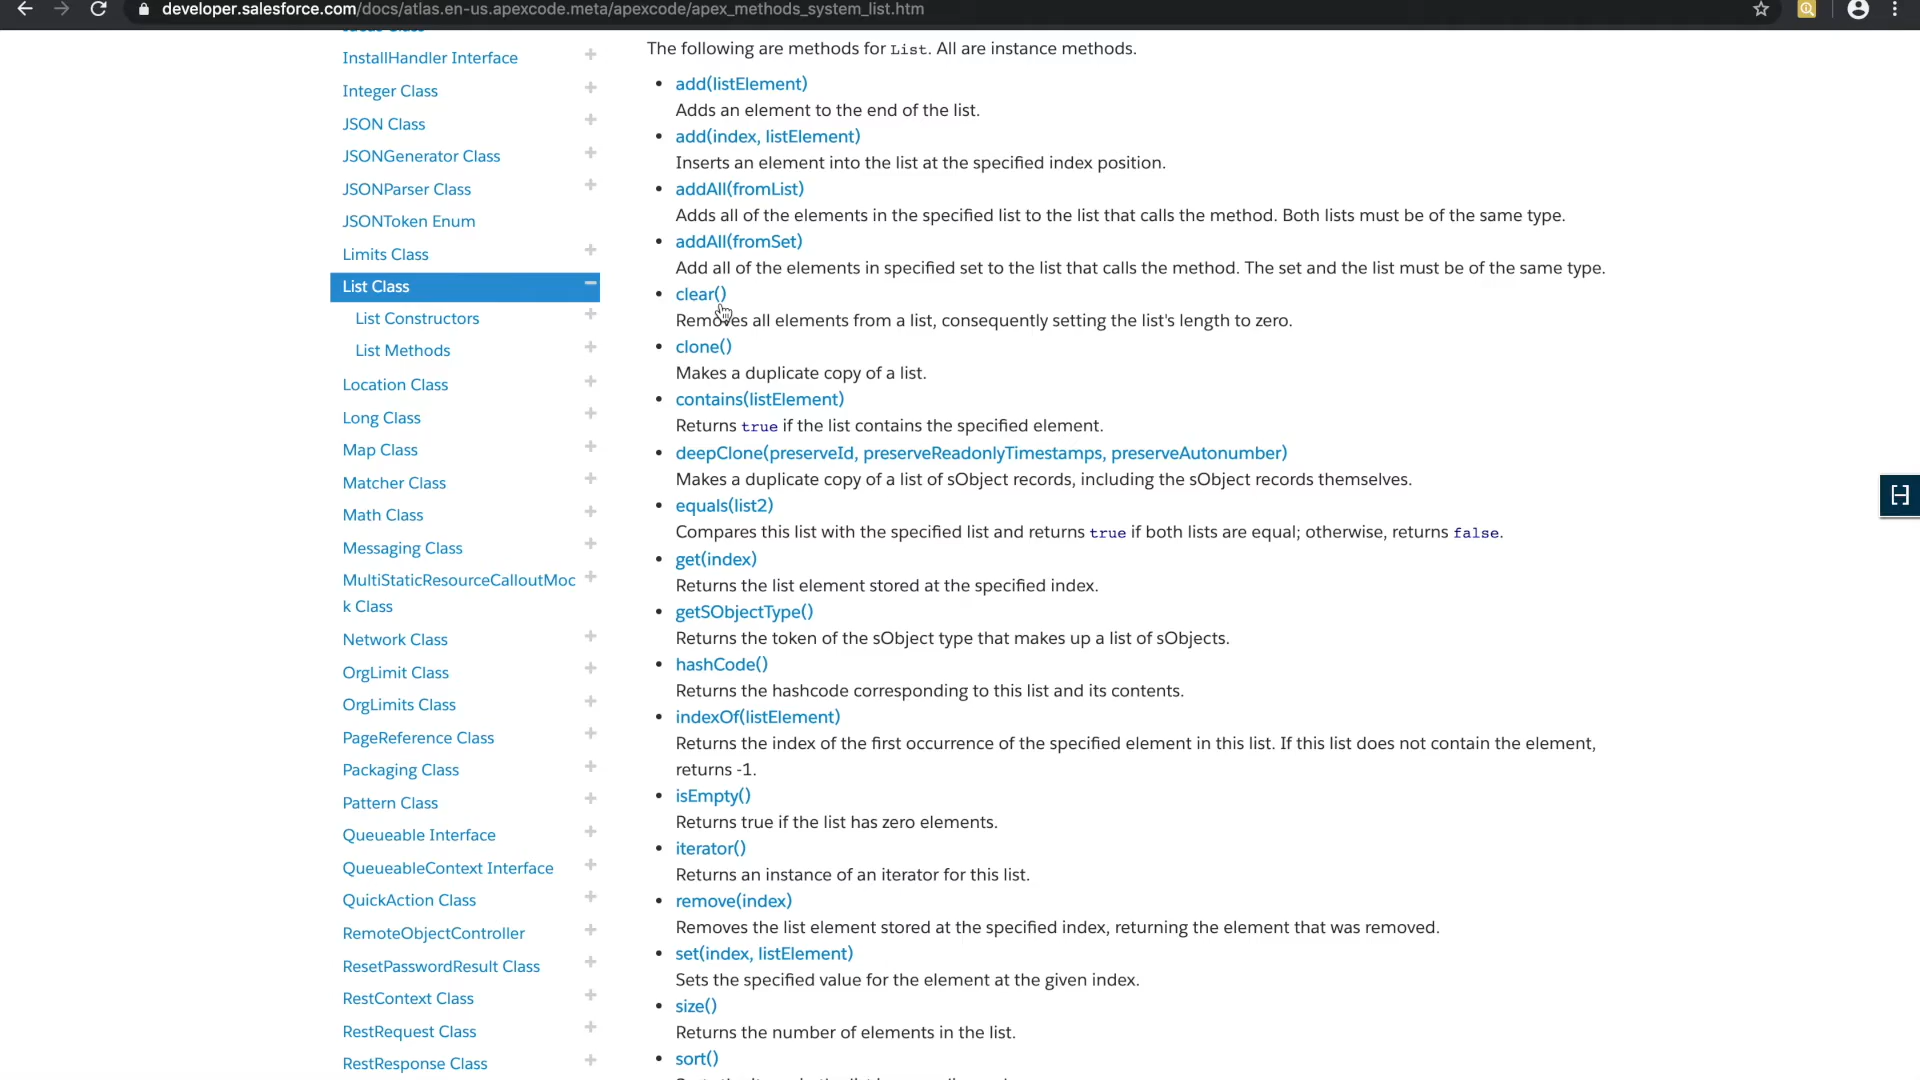 developer.salesforce.com/docs/atlas.en-us.apexcode.meta/apexcode/apex_methods_system_list.htm
InstallHandler Interface
Integer Class
JSON Class
JSONGenerator Class
JSONParser Class
JSONToken Enum
Limits Class
List Class
List Constructors
List Methods
Location Class
Long Class
Map Class
Matcher Class
Math Class
Messaging Class
MultiStaticResourceCalloutMoc
k Class
Network Class
OrgLimit Class
OrgLimits Class
PageReference Class
Packaging Class
Pattern Class
Queueable Interface
QueueableContext Interface
QuickAction Class
RemoteObjectController
ResetPasswordResult Class
RestContext Class
RestRequest Class
RestResponse Class
The following are methods for List. All are instance methods.
• add(listElement)
Adds an element to the end of the list.
• add(index, listElement)
Inserts an element into the list at the specified index position.
• addAll(fromList)
Adds all of the elements in the specified list to the list that calls the method. Both lists must be of the same type.
• addAll(fromSet)
Add all of the elements in specified set to the list that calls the method. The set and the list must be of the same type.
• clear()
Removes all elements from a list, consequently setting the list's length to zero.
• clone()
Makes a duplicate copy of a list.
• contains(listElement)
Returns true if the list contains the specified element.
• deepClone(preserveId, preserveReadonlyTimestamps, preserveAutonumber)
Makes a duplicate copy of a list of sObject records, including the sObject records themselves.
• equals(list2)
Compares this list with the specified list and returns true if both lists are equal; otherwise, returns false.
• get(index)
Returns the list element stored at the specified index.
• getSObjectType()
Returns the token of the sObject type that makes up a list of sObjects.
• hashCode()
Returns the hashcode corresponding to this list and its contents.
• indexOf(listElement)
Returns the index of the first occurrence of the specified element in this list. If this list does not contain the element,
returns -1.
• isEmpty()
Returns true if the list has zero elements.
• iterator()
Returns an instance of an iterator for this list.
• remove(index)
Removes the list element stored at the specified index, returning the element that was removed.
• set(index, listElement)
Sets the specified value for the element at the given index.
• size()
Returns the number of elements in the list.
• sort()